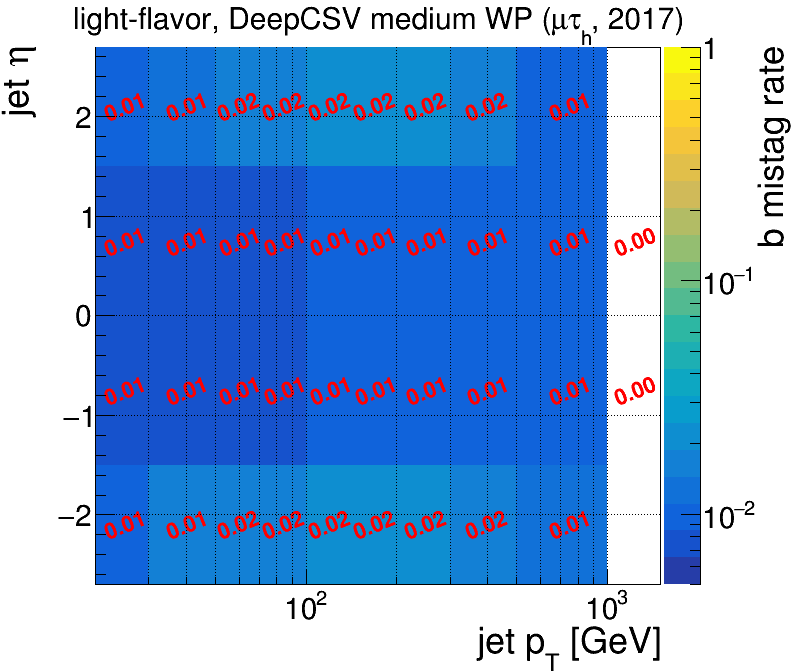 light-flavor, DeepCSV medium WP (μτ_h, 2017)
jet η
2
1
0
−1
−2
0.01 0.01 0.02 0.02 0.02 0.02 0.02 0.02 0.01
0.01 0.01 0.01 0.01 0.01 0.01 0.01 0.01 0.01 0.00
0.01 0.01 0.01 0.01 0.01 0.01 0.01 0.01 0.01 0.00
0.01 0.01 0.02 0.02 0.02 0.02 0.02 0.02 0.01
10² 10³
jet p_T [GeV]
1
10⁻¹
10⁻²
b mistag rate